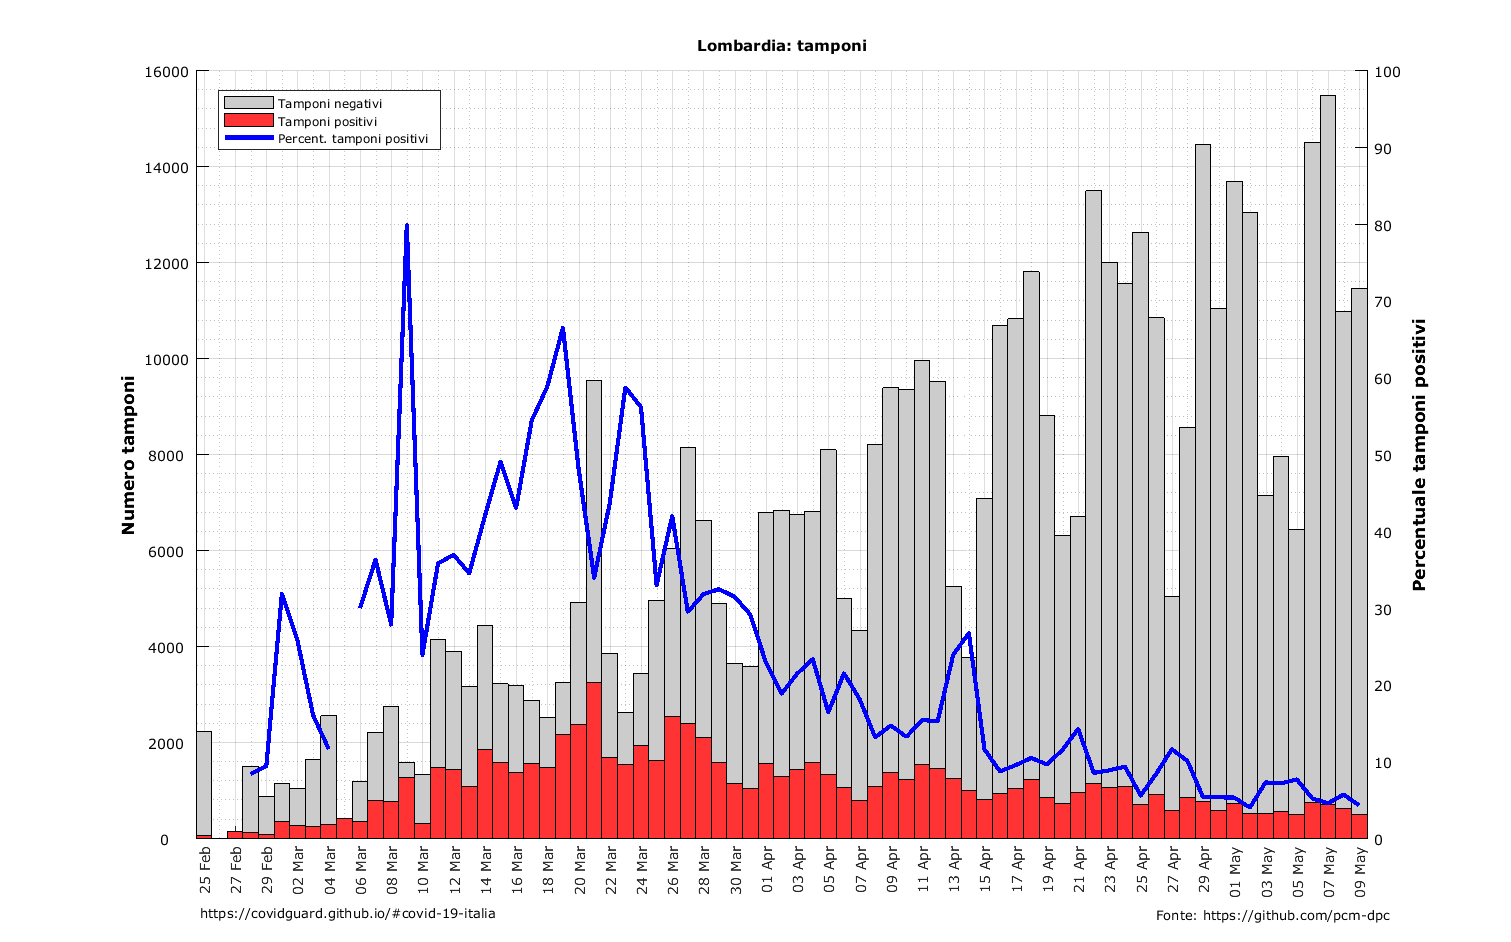 Lombardia: tamponi
16000
14000
12000
10000
8000
6000
4000
2000
0
100
90
80
70
60
50
40
30
20
10
0
Tamponi negativi
Tamponi positivi
Percent. tamponi positivi
Numero tamponi
Percentuale tamponi positivi
25 Feb
27 Feb
29 Feb
02 Mar
04 Mar
06 Mar
08 Mar
10 Mar
12 Mar
14 Mar
16 Mar
18 Mar
20 Mar
22 Mar
24 Mar
26 Mar
28 Mar
30 Mar
01 Apr
03 Apr
05 Apr
07 Apr
09 Apr
11 Apr
13 Apr
15 Apr
17 Apr
19 Apr
21 Apr
23 Apr
25 Apr
27 Apr
29 Apr
01 May
03 May
05 May
07 May
09 May
https://covidguard.github.io/#covid-19-italia
Fonte: https://github.com/pcm-dpc